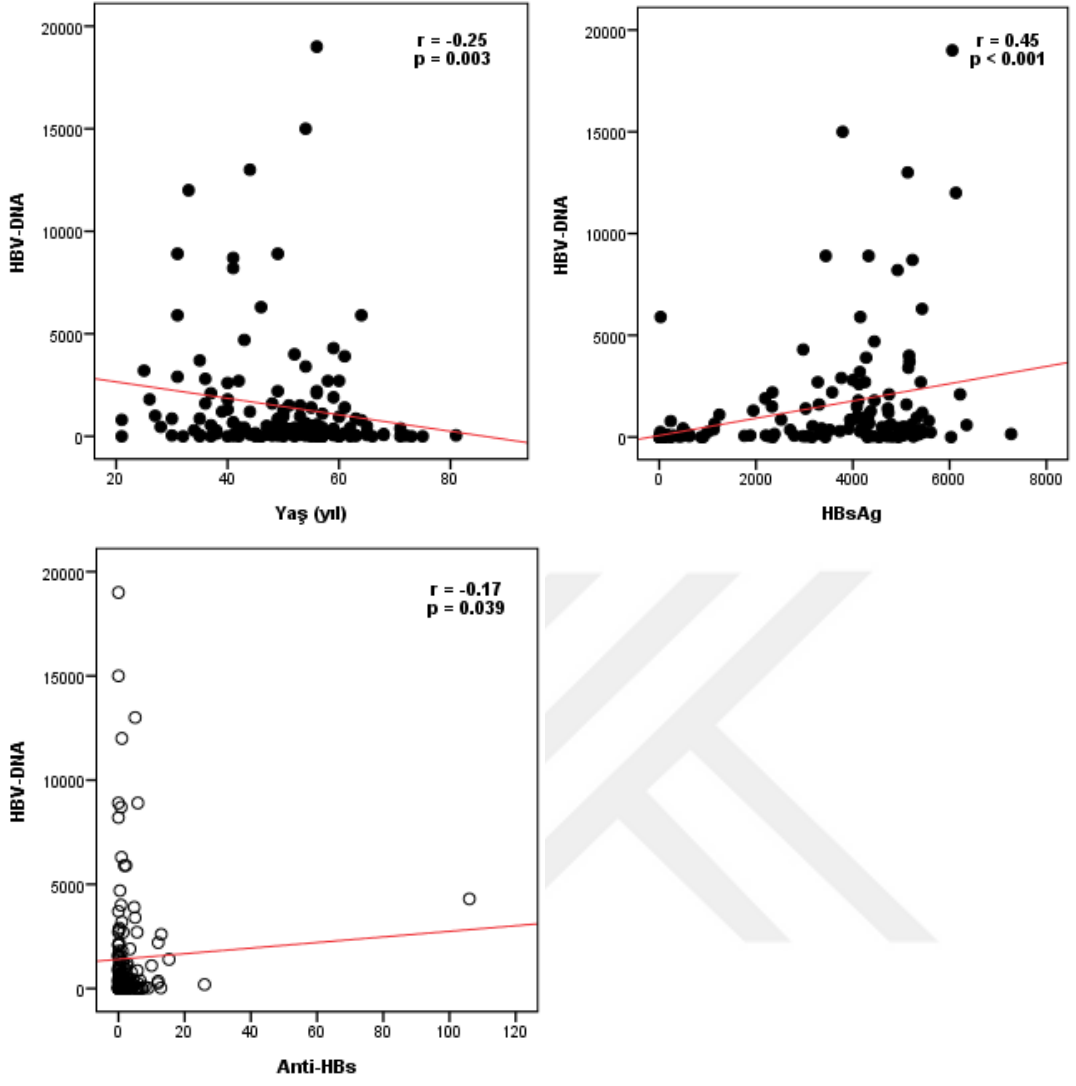 r = -0.25
p = 0.003
20000
15000
10000
5000
0
HBV-DNA
20 40 60 80
Yaş (yıl)
r = 0.45
p < 0.001
20000
15000
10000
5000
0
HBV-DNA
0 2000 4000 6000 8000
HBsAg
r = -0.17
p = 0.039
20000
15000
10000
5000
0
HBV-DNA
0 20 40 60 80 100 120
Anti-HBs